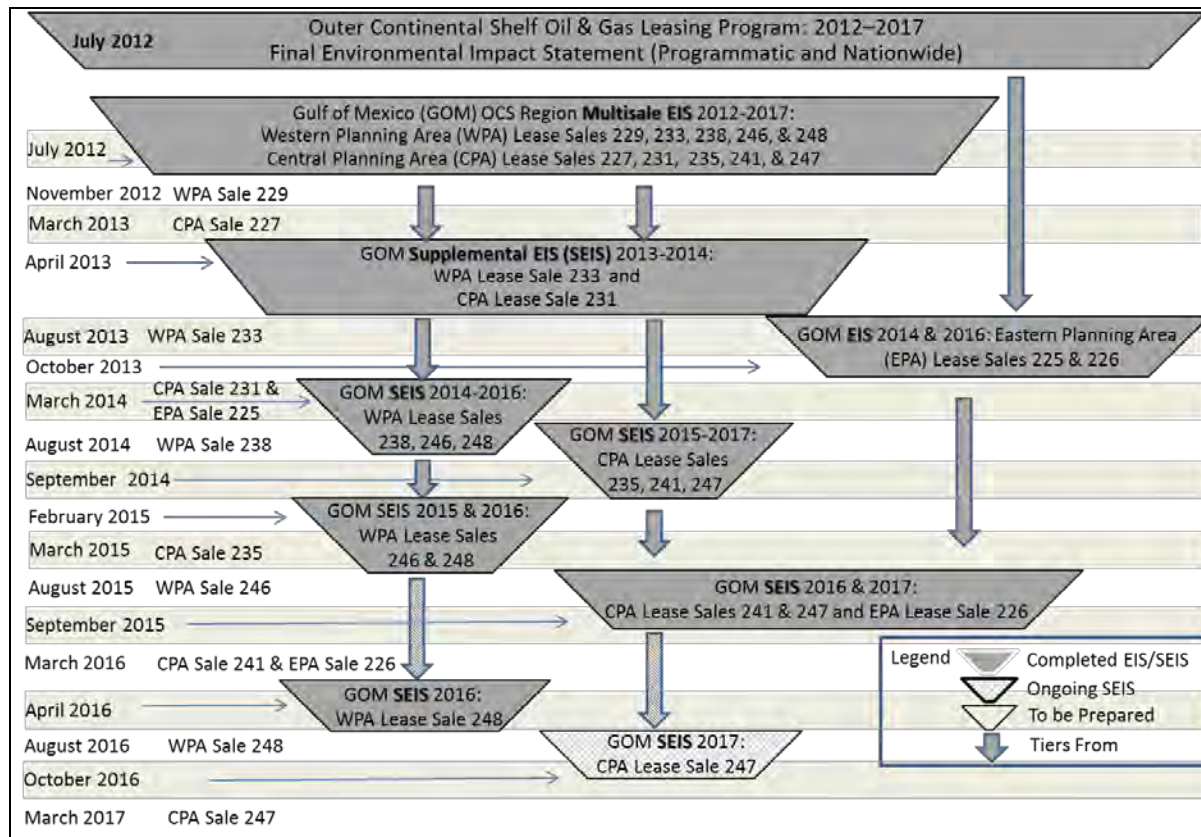 July 2012
Outer Continental Shelf Oil & Gas Leasing Program: 2012–2017
Final Environmental Impact Statement (Programmatic and Nationwide)
Gulf of Mexico (GOM) OCS Region Multisale EIS 2012-2017:
Western Planning Area (WPA) Lease Sales 229, 233, 238, 246, & 248
Central Planning Area (CPA) Lease Sales 227, 231, 235, 241, & 247
July 2012
November 2012 WPA Sale 229
March 2013 CPA Sale 227
April 2013
GOM Supplemental EIS (SEIS) 2013-2014:
WPA Lease Sale 233 and
CPA Lease Sale 231
August 2013 WPA Sale 233
GOM EIS 2014 & 2016: Eastern Planning Area
(EPA) Lease Sales 225 & 226
October 2013
March 2014
CPA Sale 231 &
EPA Sale 225
GOM SEIS 2014-2016:
WPA Lease Sales
238, 246, 248
August 2014 WPA Sale 238
GOM SEIS 2015-2017:
CPA Lease Sales
235, 241, 247
September 2014
February 2015
GOM SEIS 2015 & 2016:
WPA Lease Sales
246 & 248
March 2015 CPA Sale 235
August 2015 WPA Sale 246
GOM SEIS 2016 & 2017:
CPA Lease Sales 241 & 247 and EPA Lease Sale 226
September 2015
March 2016 CPA Sale 241 & EPA Sale 226
April 2016
GOM SEIS 2016:
WPA Lease Sale 248
August 2016 WPA Sale 248
GOM SEIS 2017:
CPA Lease Sale 247
October 2016
March 2017 CPA Sale 247
Legend
Completed EIS/SEIS
Ongoing SEIS
To be Prepared
Tiers From